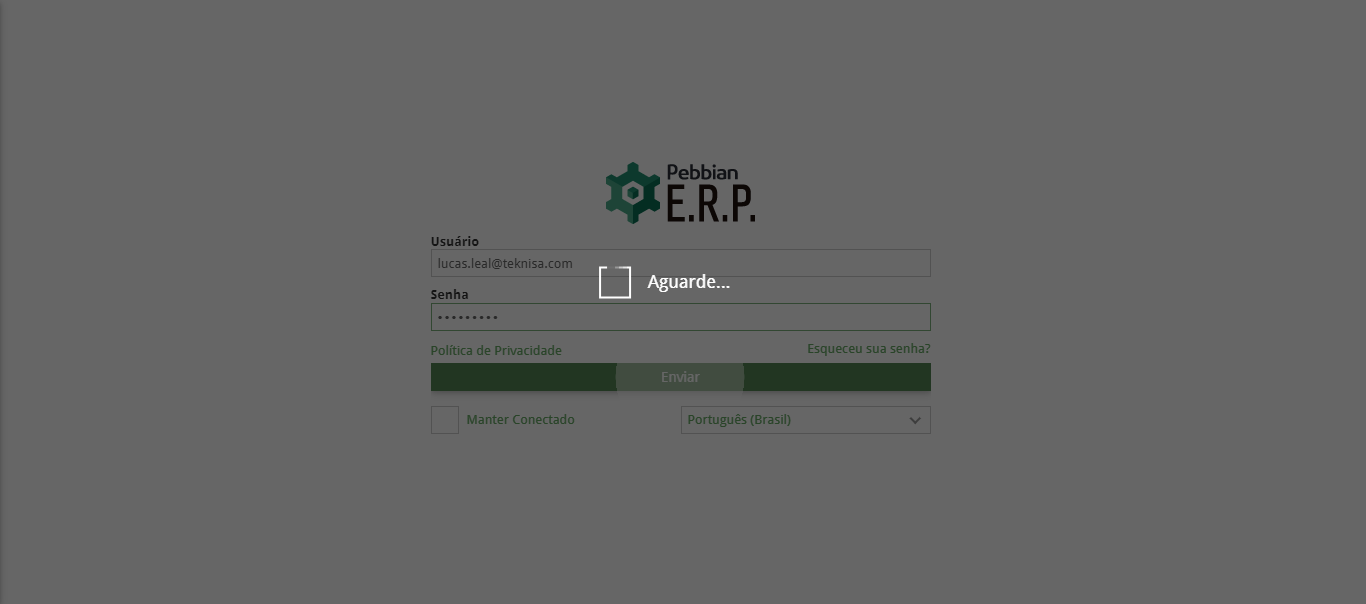 Pebbian
E.R.P.
Usuário
lucas.leal@teknisa.com
Aguarde...
Senha
•••••••••
Política de Privacidade
Esqueceu sua senha?
Enviar
Manter Conectado
Português (Brasil)